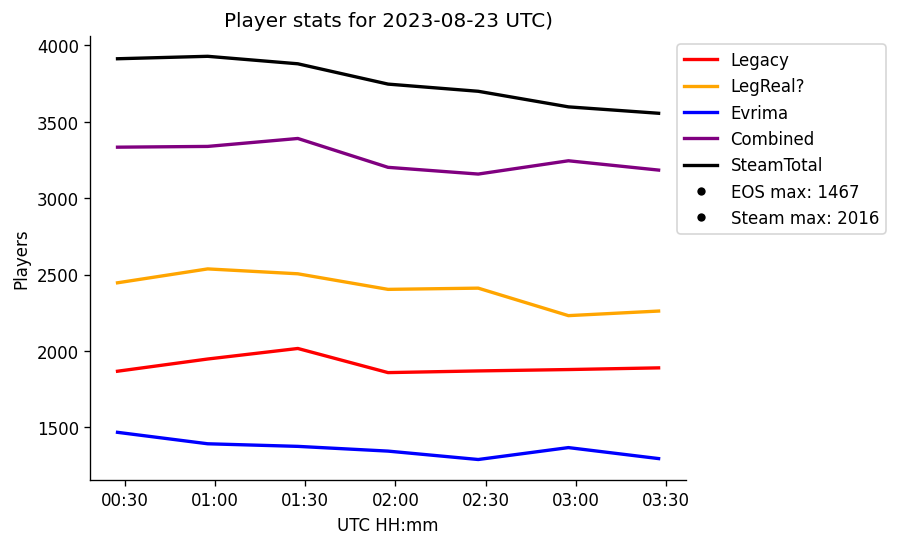 Player stats for 2023-08-23 UTC)
4000
3500
3000
2500
2000
1500
Players
00:30 01:00 01:30 02:00 02:30 03:00 03:30
UTC HH:mm
Legacy
LegReal?
Evrima
Combined
SteamTotal
EOS max: 1467
Steam max: 2016